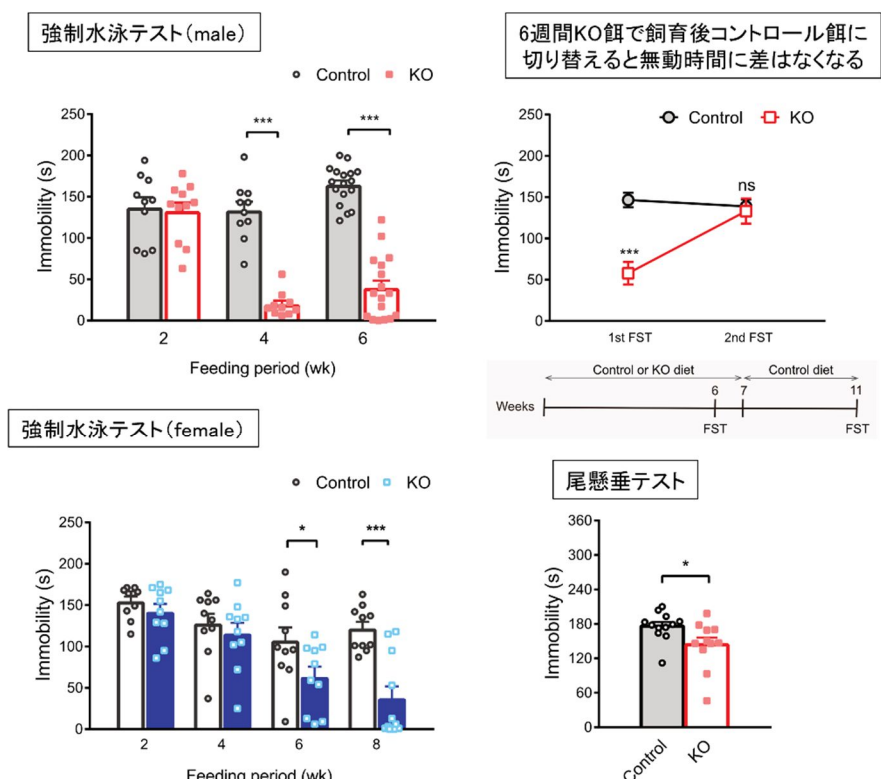 強制水泳テスト（male）
Control KO
Immobility (s)
250
200
150
100
50
0
***
***
2 4 6
Feeding period (wk)
6週間KO餌で飼育後コントロール餌に
切り替えると無動時間に差はなくなる
Control KO
Immobility (s)
250
200
150
100
50
0
ns
***
1st FST 2nd FST
Control or KO diet Control diet
6 7 11
Weeks
FST FST
強制水泳テスト（female）
Control KO
Immobility (s)
250
200
150
100
50
0
*
***
2 4 6 8
Feeding period (wk)
尾懸垂テスト
Immobility (s)
360
300
240
180
120
60
0
*
Control KO